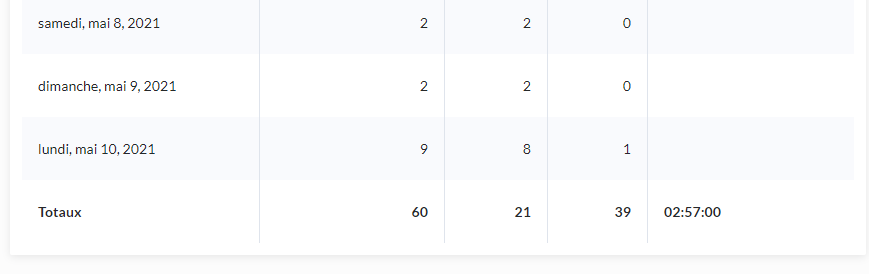 samedi, mai 8, 2021 2 2 0
dimanche, mai 9, 2021 2 2 0
lundi, mai 10, 2021 9 8 1
Totaux 60 21 39 02:57:00